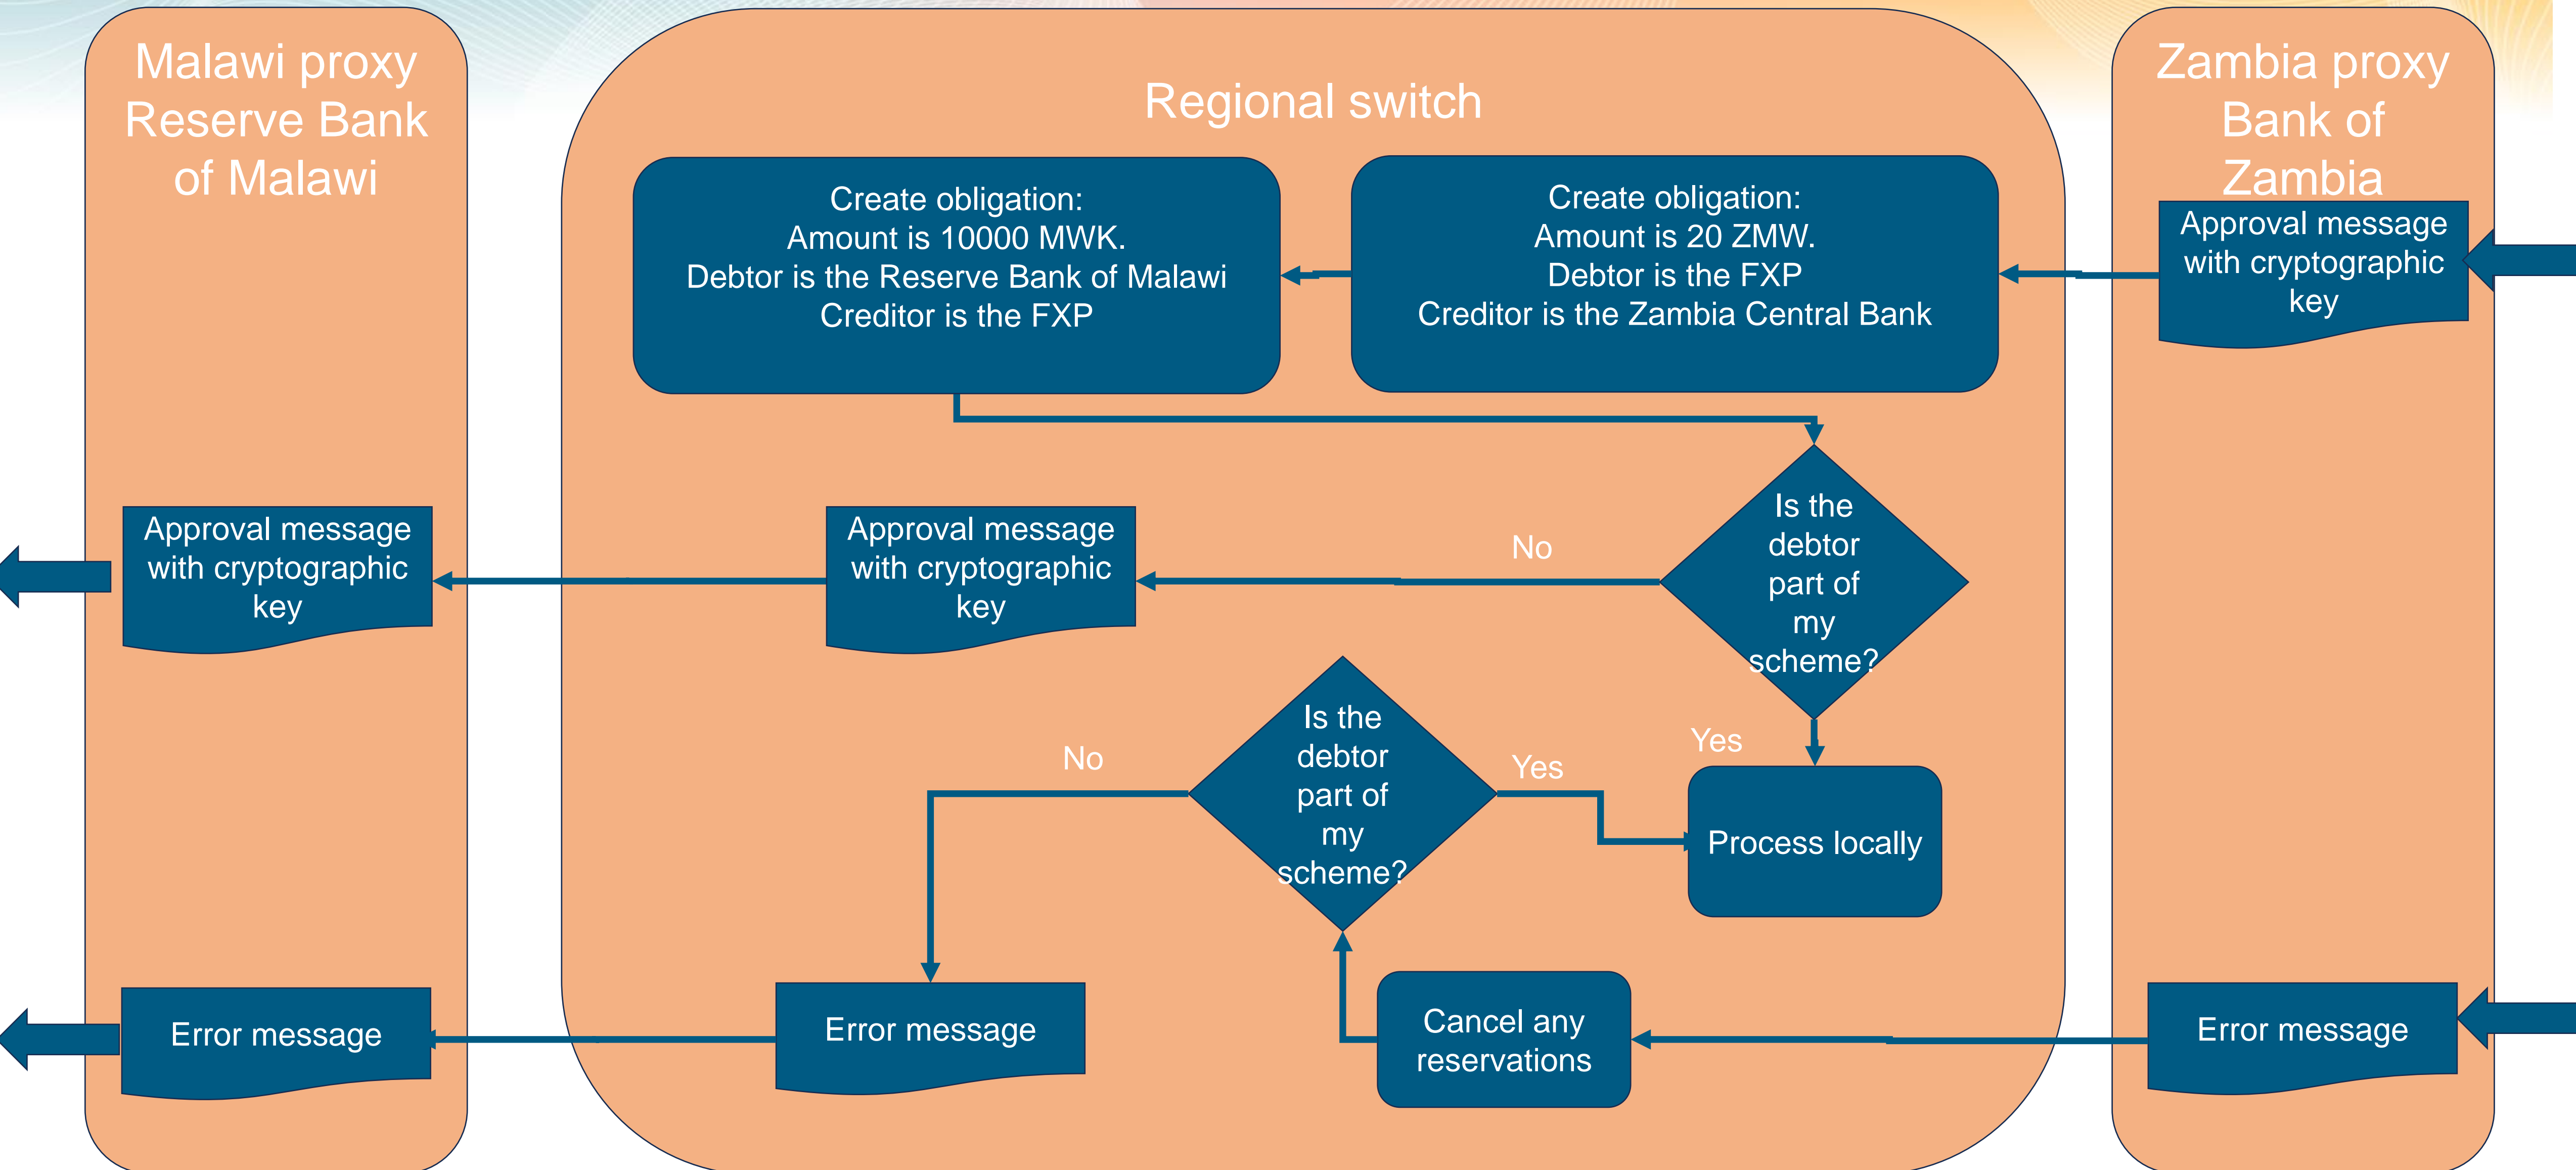 Malawi proxy
Reserve Bank
of Malawi
Regional switch
Zambia proxy
Bank of
Zambia
Create obligation:
Amount is 10000 MWK.
Debtor is the Reserve Bank of Malawi
Creditor is the FXP
Create obligation:
Amount is 20 ZMW.
Debtor is the FXP
Creditor is the Zambia Central Bank
Approval message
with cryptographic
key
Approval message
with cryptographic
key
Approval message
with cryptographic
key
No
Is the
debtor
part of
my
scheme?
No
Is the
debtor
part of
my
scheme?
Yes
Yes
Process locally
Error message
Error message
Cancel any
reservations
Error message